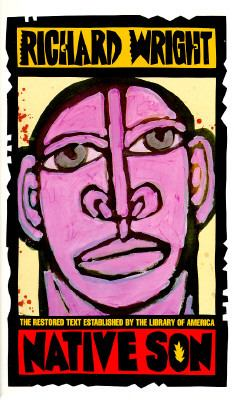 RICHARD WRIGHT
THE RESTORED TEXT ESTABLISHED BY THE LIBRARY OF AMERICA
NATIVE SON